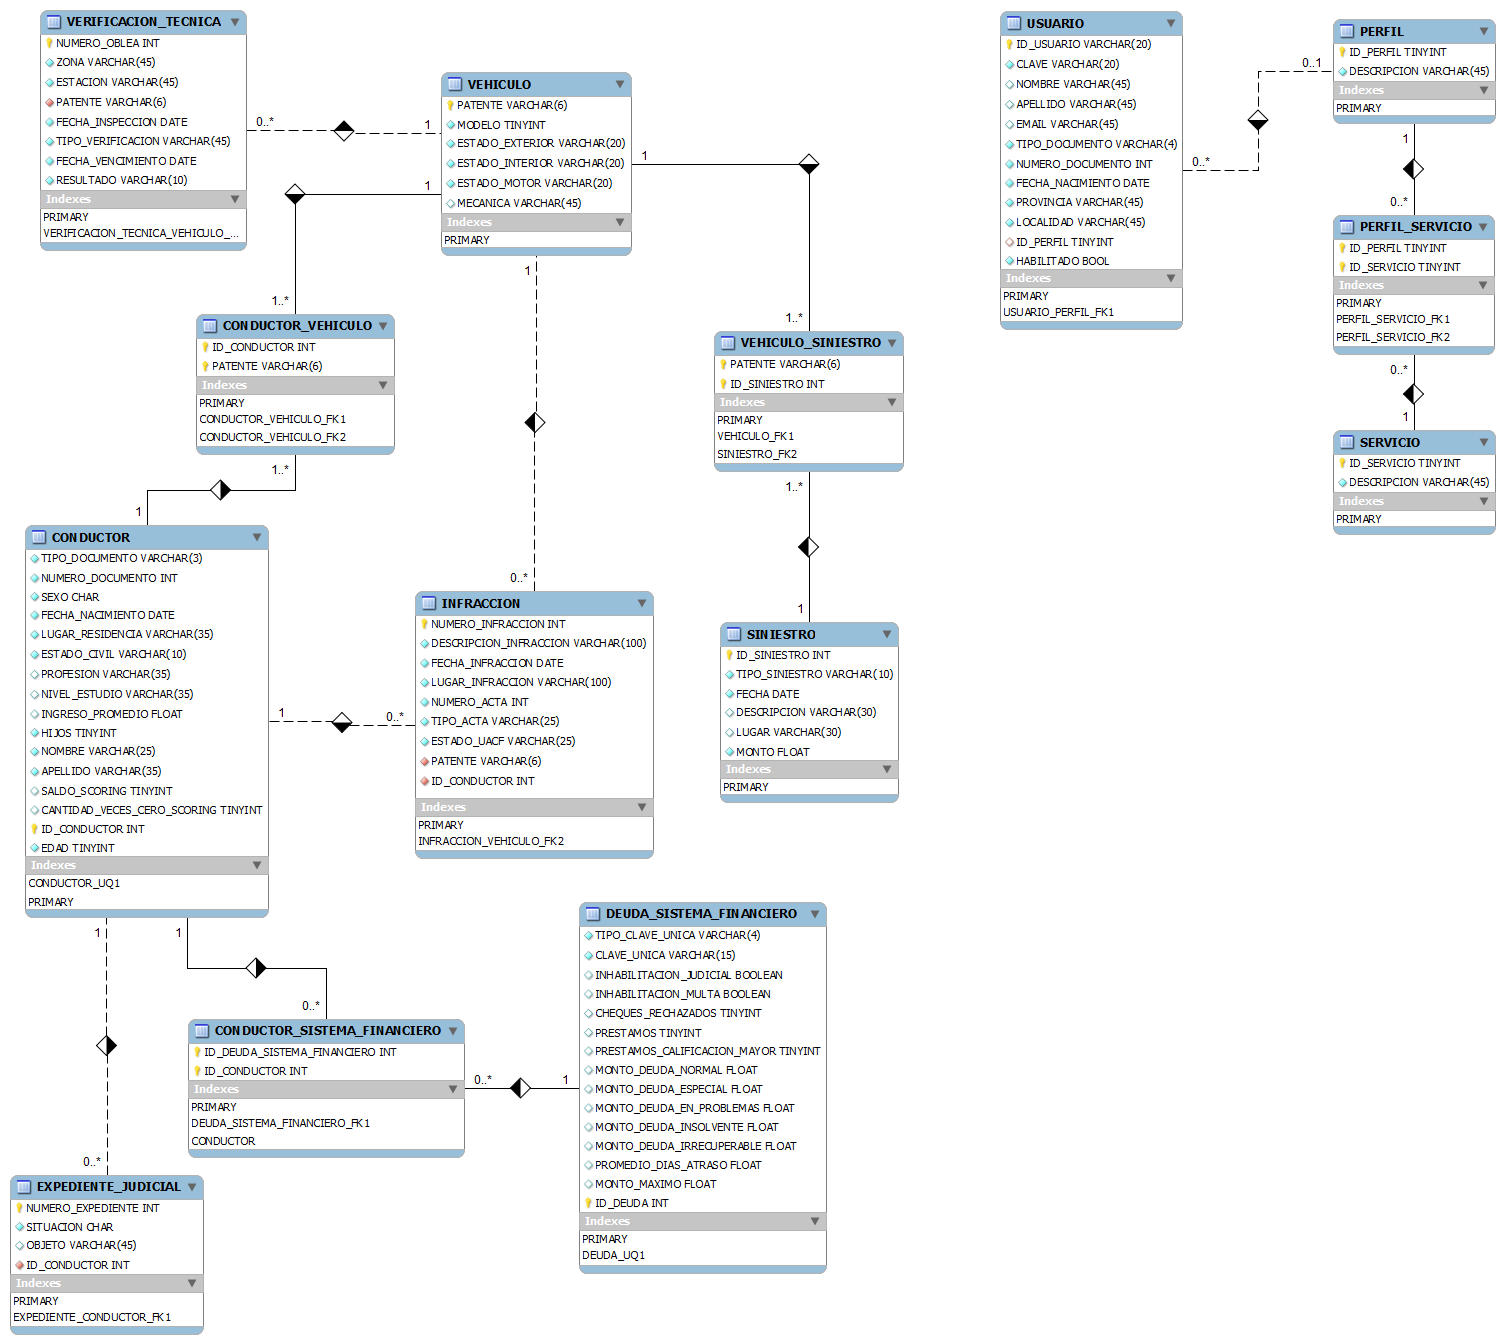 VERIFICACION_TECNICA
NUMERO_OBLEA INT
ZONA VARCHAR(45)
ESTACION VARCHAR(45)
PATENTE VARCHAR(6)
FECHA_INSPECCION DATE
TIPO_VERIFICACION VARCHAR(45)
FECHA_VENCIMIENTO DATE
RESULTADO VARCHAR(10)
Indexes
PRIMARY
VERIFICACION_TECNICA_VEHICULO_...
0..*
1
VEHICULO
PATENTE VARCHAR(6)
MODELO TINYINT
ESTADO_EXTERIOR VARCHAR(20)
ESTADO_INTERIOR VARCHAR(20)
ESTADO_MOTOR VARCHAR(20)
MECANICA VARCHAR(45)
Indexes
PRIMARY
1
1
1
1..*
1..*
CONDUCTOR_VEHICULO
ID_CONDUCTOR INT
PATENTE VARCHAR(6)
Indexes
PRIMARY
CONDUCTOR_VEHICULO_FK1
CONDUCTOR_VEHICULO_FK2
1..*
1
VEHICULO_SINIESTRO
PATENTE VARCHAR(6)
ID_SINIESTRO INT
Indexes
PRIMARY
VEHICULO_FK1
SINIESTRO_FK2
1..*
1
CONDUCTOR
TIPO_DOCUMENTO VARCHAR(3)
NUMERO_DOCUMENTO INT
SEXO CHAR
FECHA_NACIMIENTO DATE
LUGAR_RESIDENCIA VARCHAR(35)
ESTADO_CIVIL VARCHAR(10)
PROFESION VARCHAR(35)
NIVEL_ESTUDIO VARCHAR(35)
INGRESO_PROMEDIO FLOAT
HIJOS TINYINT
NOMBRE VARCHAR(25)
APELLIDO VARCHAR(35)
SALDO_SCORING TINYINT
CANTIDAD_VECES_CERO_SCORING TINYINT
ID_CONDUCTOR INT
EDAD TINYINT
Indexes
CONDUCTOR_UQ1
PRIMARY
1
0..*
0..*
INFRACCION
NUMERO_INFRACCION INT
DESCRIPCION_INFRACCION VARCHAR(100)
FECHA_INFRACCION DATE
LUGAR_INFRACCION VARCHAR(100)
NUMERO_ACTA INT
TIPO_ACTA VARCHAR(25)
ESTADO_UACF VARCHAR(25)
PATENTE VARCHAR(6)
ID_CONDUCTOR INT
Indexes
PRIMARY
INFRACCION_VEHICULO_FK2
SINIESTRO
ID_SINIESTRO INT
TIPO_SINIESTRO VARCHAR(10)
FECHA DATE
DESCRIPCION VARCHAR(30)
LUGAR VARCHAR(30)
MONTO FLOAT
Indexes
PRIMARY
1
1
0..*
0..*
CONDUCTOR_SISTEMA_FINANCIERO
ID_DEUDA_SISTEMA_FINANCIERO INT
ID_CONDUCTOR INT
Indexes
PRIMARY
DEUDA_SISTEMA_FINANCIERO_FK1
CONDUCTOR
0..*
1
DEUDA_SISTEMA_FINANCIERO
TIPO_CLAVE_UNICA VARCHAR(4)
CLAVE_UNICA VARCHAR(15)
INHABILITACION_JUDICIAL BOOLEAN
INHABILITACION_MULTA BOOLEAN
CHEQUES_RECHAZADOS TINYINT
PRESTAMOS TINYINT
PRESTAMOS_CALIFICACION_MAYOR TINYINT
MONTO_DEUDA_NORMAL FLOAT
MONTO_DEUDA_ESPECIAL FLOAT
MONTO_DEUDA_EN_PROBLEMAS FLOAT
MONTO_DEUDA_INSOLVENTE FLOAT
MONTO_DEUDA_IRRECUPERABLE FLOAT
PROMEDIO_DIAS_ATRASO FLOAT
MONTO_MAXIMO FLOAT
ID_DEUDA INT
Indexes
PRIMARY
DEUDA_UQ1
EXPEDIENTE_JUDICIAL
NUMERO_EXPEDIENTE INT
SITUACION CHAR
OBJETO VARCHAR(45)
ID_CONDUCTOR INT
Indexes
PRIMARY
EXPEDIENTE_CONDUCTOR_FK1
USUARIO
ID_USUARIO VARCHAR(20)
CLAVE VARCHAR(20)
NOMBRE VARCHAR(45)
APELLIDO VARCHAR(45)
EMAIL VARCHAR(45)
TIPO_DOCUMENTO VARCHAR(4)
NUMERO_DOCUMENTO INT
FECHA_NACIMIENTO DATE
PROVINCIA VARCHAR(45)
LOCALIDAD VARCHAR(45)
ID_PERFIL TINYINT
HABILITADO BOOL
Indexes
PRIMARY
USUARIO_PERFIL_FK1
0..*
0..1
PERFIL
ID_PERFIL TINYINT
DESCRIPCION VARCHAR(45)
Indexes
PRIMARY
1
0..*
PERFIL_SERVICIO
ID_PERFIL TINYINT
ID_SERVICIO TINYINT
Indexes
PRIMARY
PERFIL_SERVICIO_FK1
PERFIL_SERVICIO_FK2
0..*
1
SERVICIO
ID_SERVICIO TINYINT
DESCRIPCION VARCHAR(45)
Indexes
PRIMARY